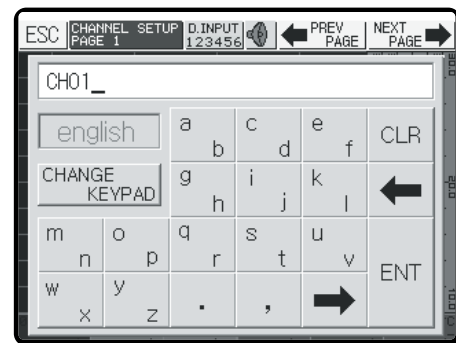 ESC CHANNEL SETUP D.INPUT PREV NEXT
PAGE 1 123456 PAGE PAGE
CH01_
english a b c d e f CLR
CHANGE KEYPAD g h i j k l
m n o p q r s t u v ENT
w x y z . ,